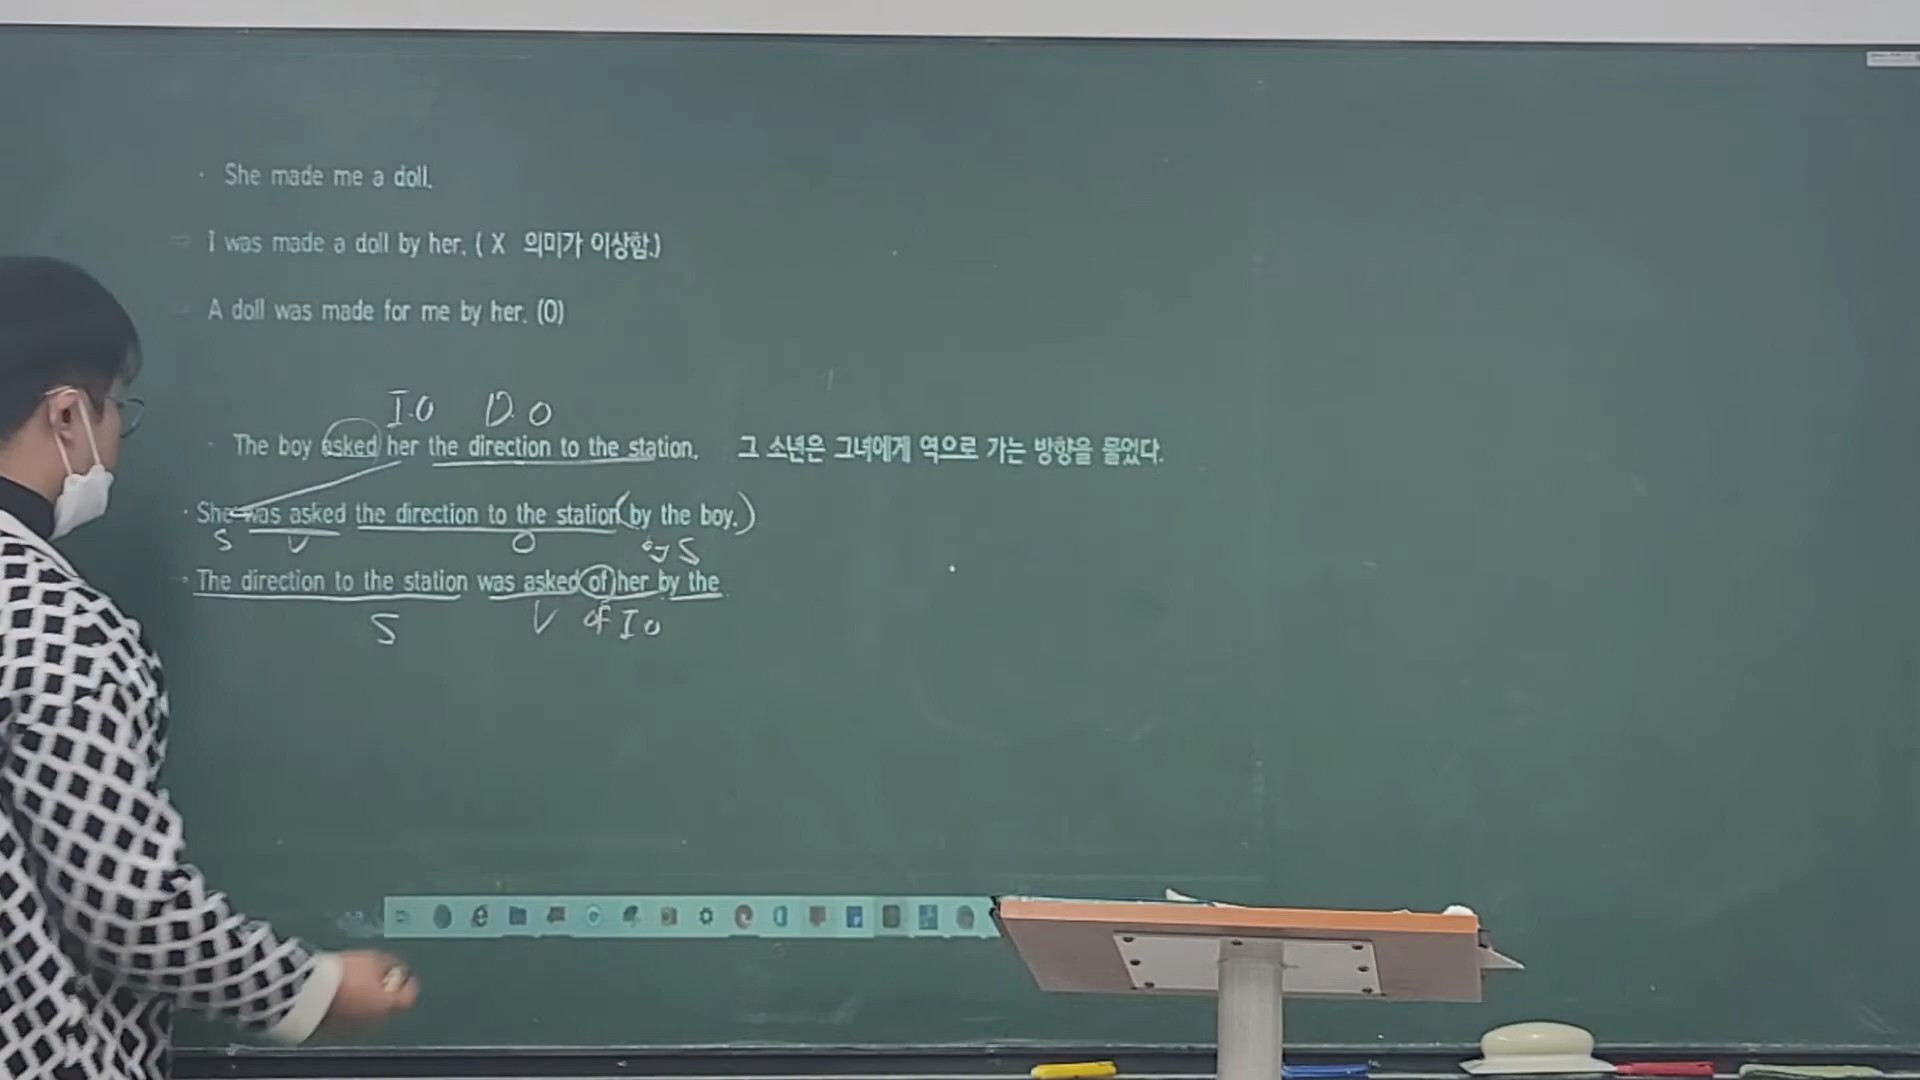 · She made me a doll.
⇨ I was made a doll by her. ( X 의미가 이상함.)
⇨ A doll was made for me by her. (O)
I.O D.O
· The boy asked her the direction to the station. 그 소년은 그녀에게 역으로 가는 방향을 물었다.
· She was asked the direction to the station (by the boy.)
S V O by S
· The direction to the station was asked of her by the
S V of I o